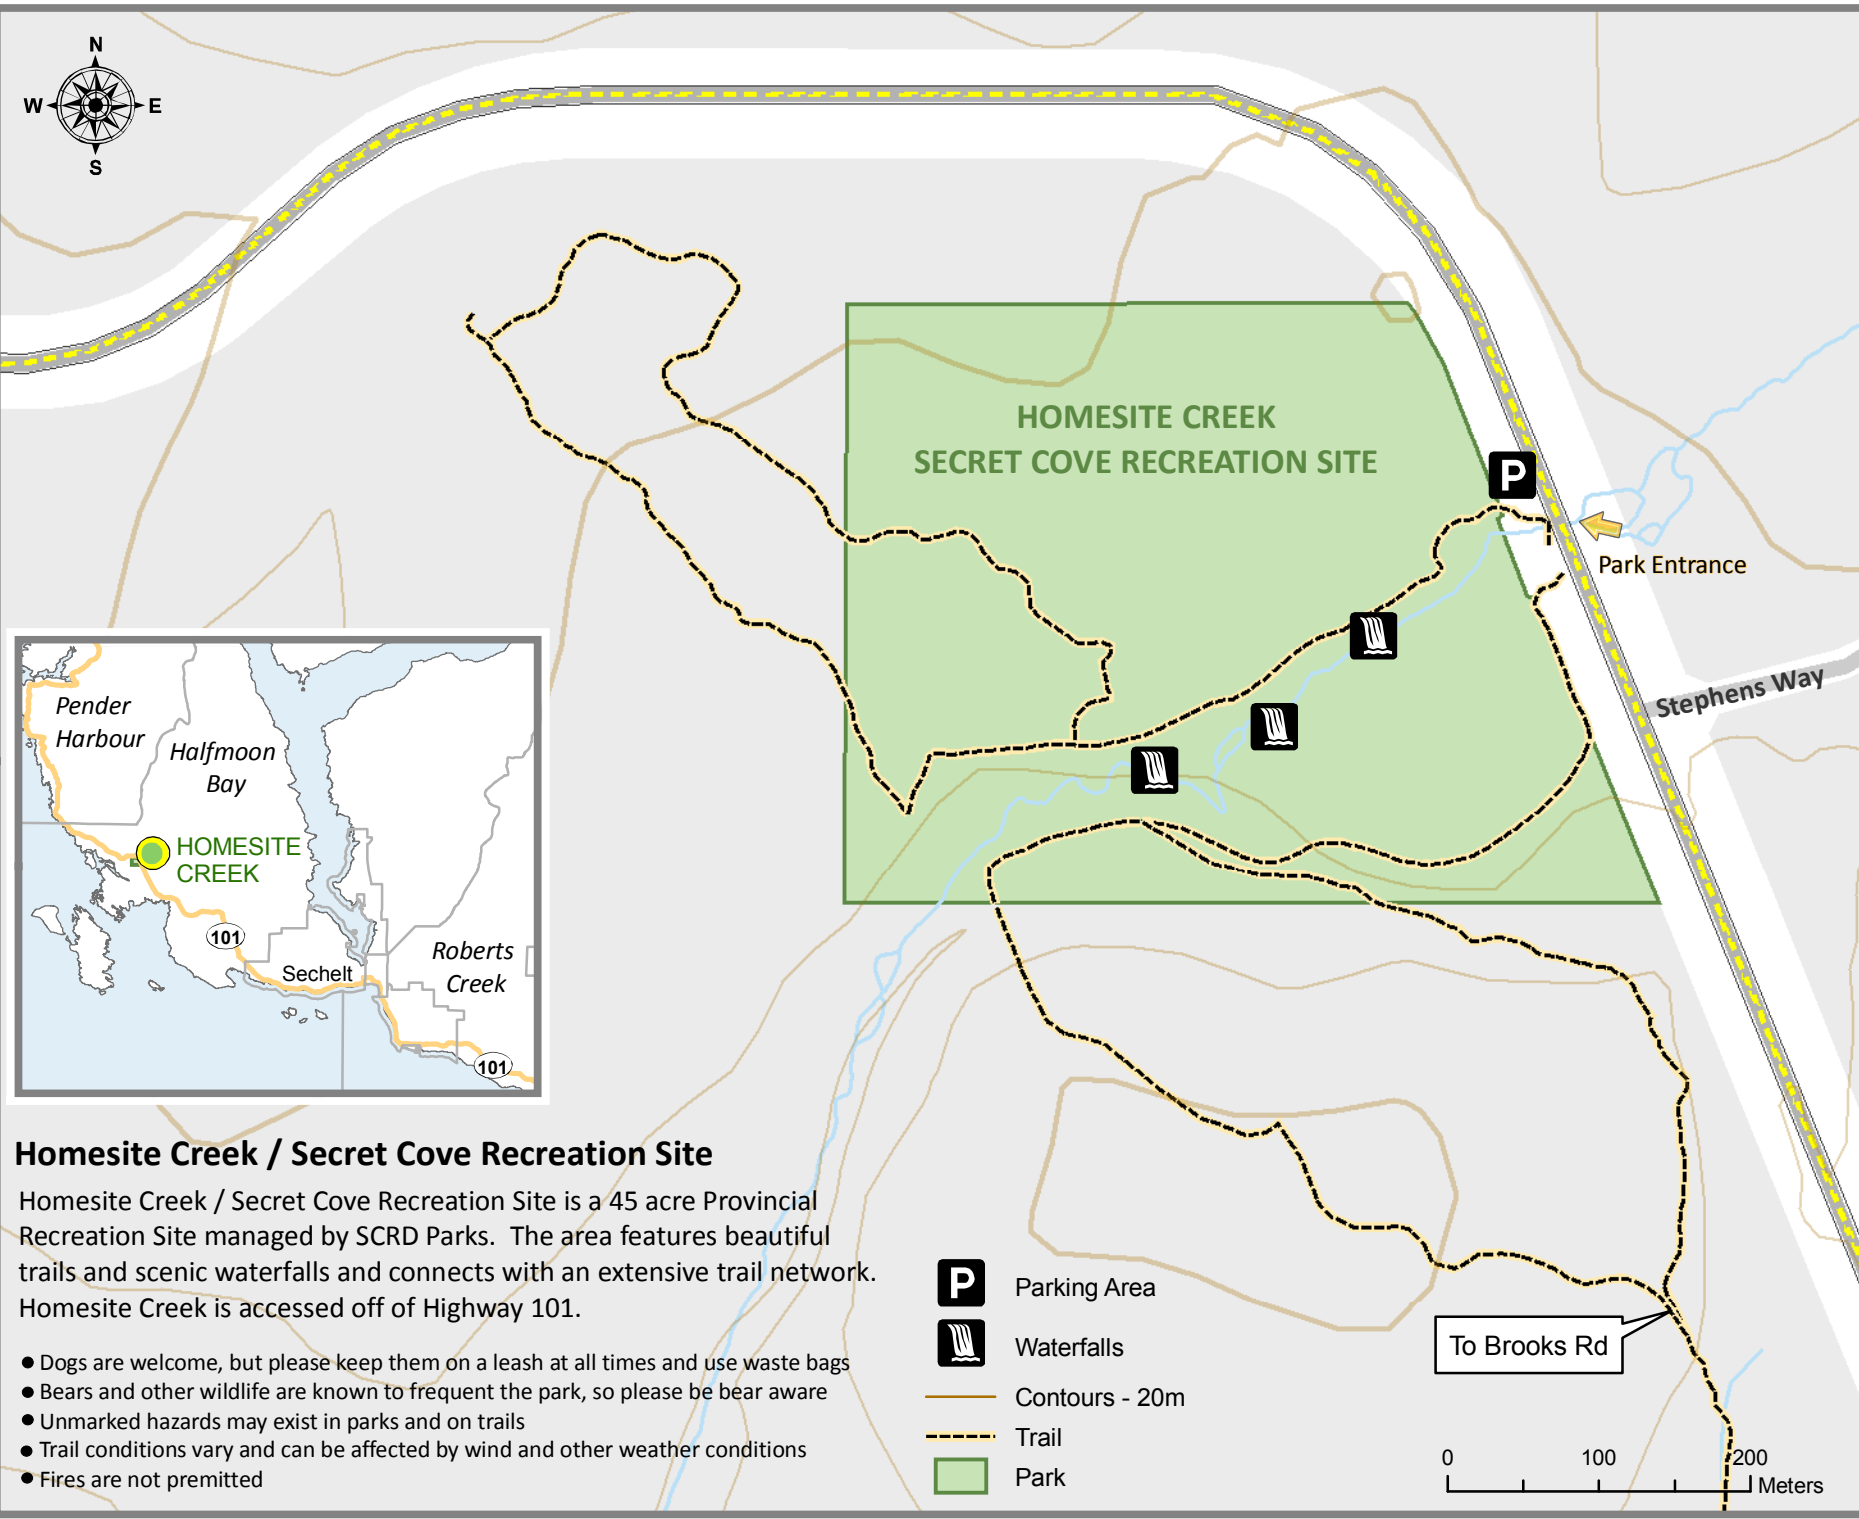 N
W E
S
HOMESITE CREEK
SECRET COVE RECREATION SITE
P
Park Entrance
Stephens Way
Pender
Harbour
Halfmoon
Bay
HOMESITE
CREEK
101
Sechelt
Roberts
Creek
101
Homesite Creek / Secret Cove Recreation Site
Homesite Creek / Secret Cove Recreation Site is a 45 acre Provincial
Recreation Site managed by SCRD Parks.  The area features beautiful
trails and scenic waterfalls and connects with an extensive trail network.
Homesite Creek is accessed off of Highway 101.
● Dogs are welcome, but please keep them on a leash at all times and use waste bags
● Bears and other wildlife are known to frequent the park, so please be bear aware
● Unmarked hazards may exist in parks and on trails
● Trail conditions vary and can be affected by wind and other weather conditions
● Fires are not premitted
P Parking Area
Waterfalls
Contours - 20m
Trail
Park
To Brooks Rd
0 100 200
Meters